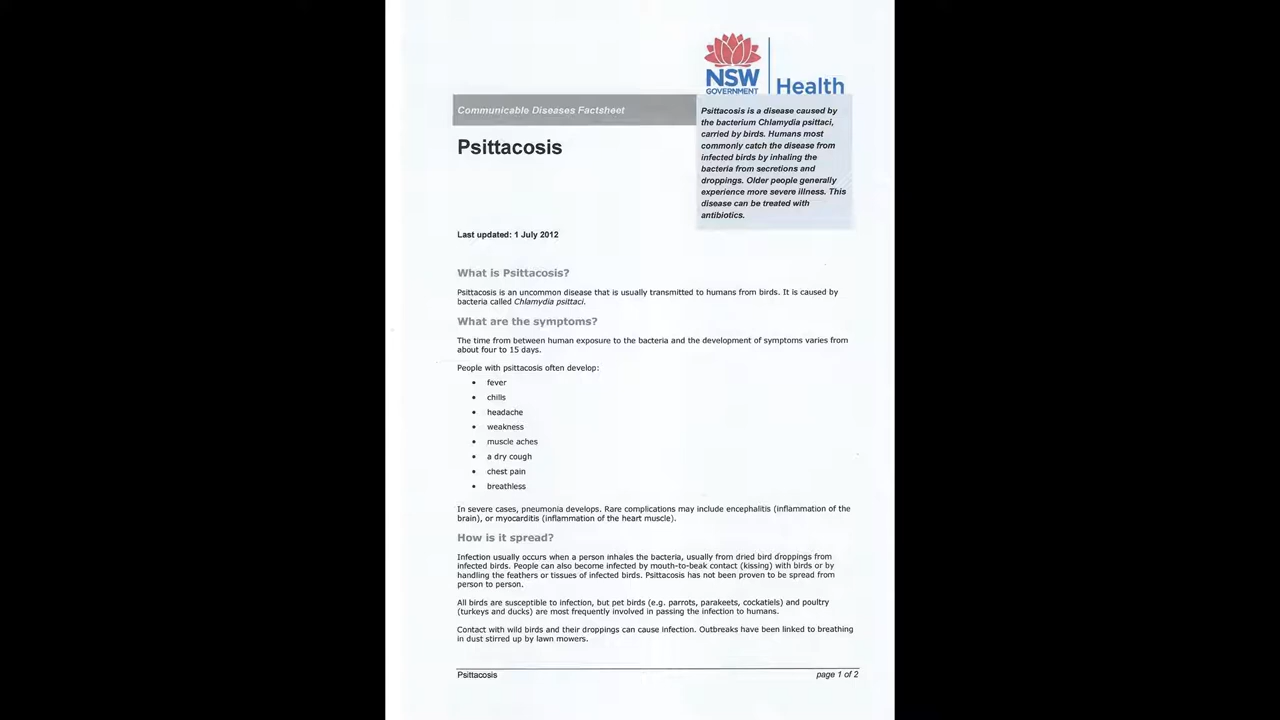 NSW
GOVERNMENT
Health
Communicable Diseases Factsheet
Psittacosis
Psittacosis is a disease caused by
the bacterium Chlamydia psittaci,
carried by birds. Humans most
commonly catch the disease from
infected birds by inhaling the
bacteria from secretions and
droppings. Older people generally
experience more severe illness. This
disease can be treated with
antibiotics.
Last updated: 1 July 2012
What is Psittacosis?
Psittacosis is an uncommon disease that is usually transmitted to humans from birds. It is caused by
bacteria called Chlamydia psittaci.
What are the symptoms?
The time from between human exposure to the bacteria and the development of symptoms varies from
about four to 15 days.
People with psittacosis often develop:
• fever
• chills
• headache
• weakness
• muscle aches
• a dry cough
• chest pain
• breathless
In severe cases, pneumonia develops. Rare complications may include encephalitis (inflammation of the
brain), or myocarditis (inflammation of the heart muscle).
How is it spread?
Infection usually occurs when a person inhales the bacteria, usually from dried bird droppings from
infected birds. People can also become infected by mouth-to-beak contact (kissing) with birds or by
handling the feathers or tissues of infected birds. Psittacosis has not been proven to be spread from
person to person.
All birds are susceptible to infection, but pet birds (e.g. parrots, parakeets, cockatiels) and poultry
(turkeys and ducks) are most frequently involved in passing the infection to humans.
Contact with wild birds and their droppings can cause infection. Outbreaks have been linked to breathing
in dust stirred up by lawn mowers.
Psittacosis
page 1 of 2